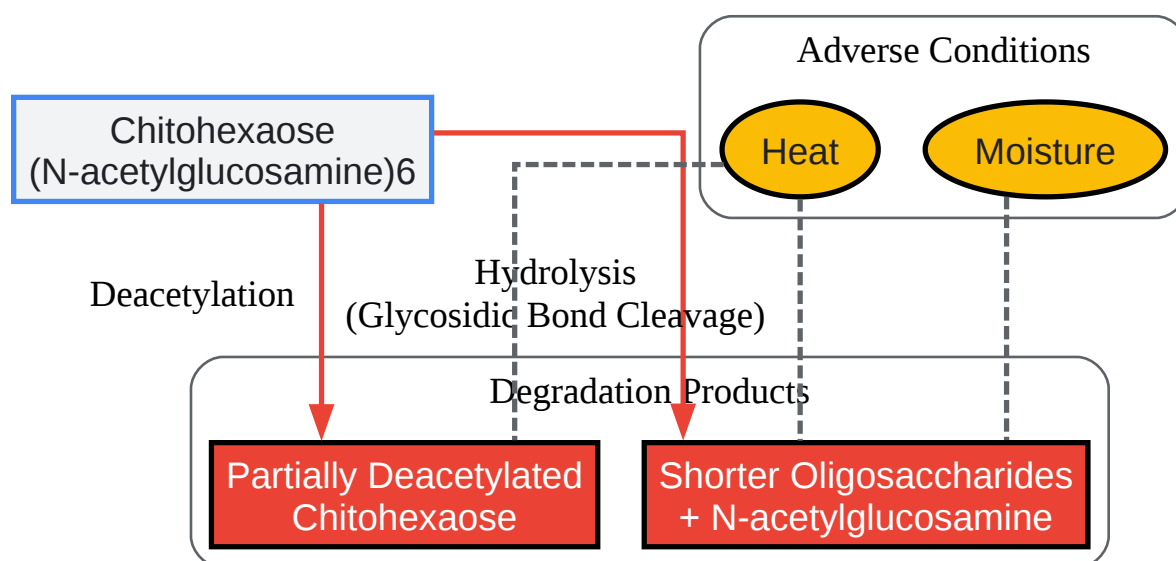 Adverse Conditions
Chitohexaose
(N-acetylglucosamine)6
Heat
Moisture
Deacetylation
Hydrolysis
(Glycosidic Bond Cleavage)
Degradation Products
Partially Deacetylated
Chitohexaose
Shorter Oligosaccharides
+ N-acetylglucosamine